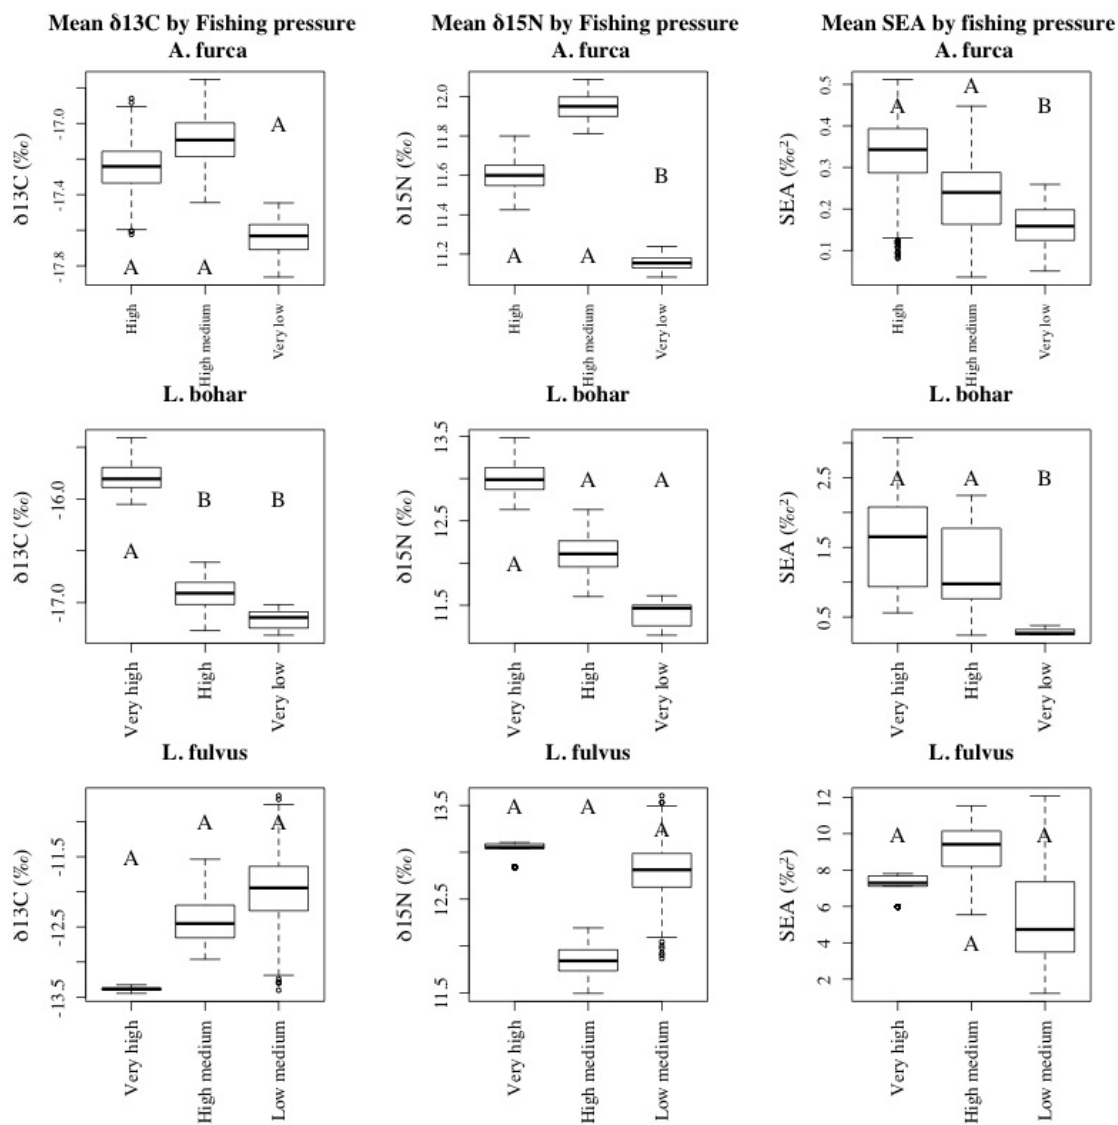 Mean δ13C by Fishing pressure
A. furca
δ13C (‰)
-17.0
-17.4
-17.8
A
A
A
High
High medium
Very low
Mean δ15N by Fishing pressure
A. furca
δ15N (‰)
12.0
11.8
11.6
11.2
B
A
A
High
High medium
Very low
Mean SEA by fishing pressure
A. furca
SEA (‰²)
0.5
0.4
0.3
0.2
0.1
A
A
B
High
High medium
Very low
L. bohar
δ13C (‰)
-16.0
-17.0
A
B
B
Very high
High
Very low
L. bohar
δ15N (‰)
13.5
12.5
11.5
A
A
A
Very high
High
Very low
L. bohar
SEA (‰²)
2.5
1.5
0.5
A
A
B
Very high
High
Very low
L. fulvus
δ13C (‰)
-11.5
-12.5
-13.5
A
A
A
Very high
High medium
Low medium
L. fulvus
δ15N (‰)
13.5
12.5
11.5
A
A
A
Very high
High medium
Low medium
L. fulvus
SEA (‰²)
12
10
8
6
4
2
A
A
A
Very high
High medium
Low medium